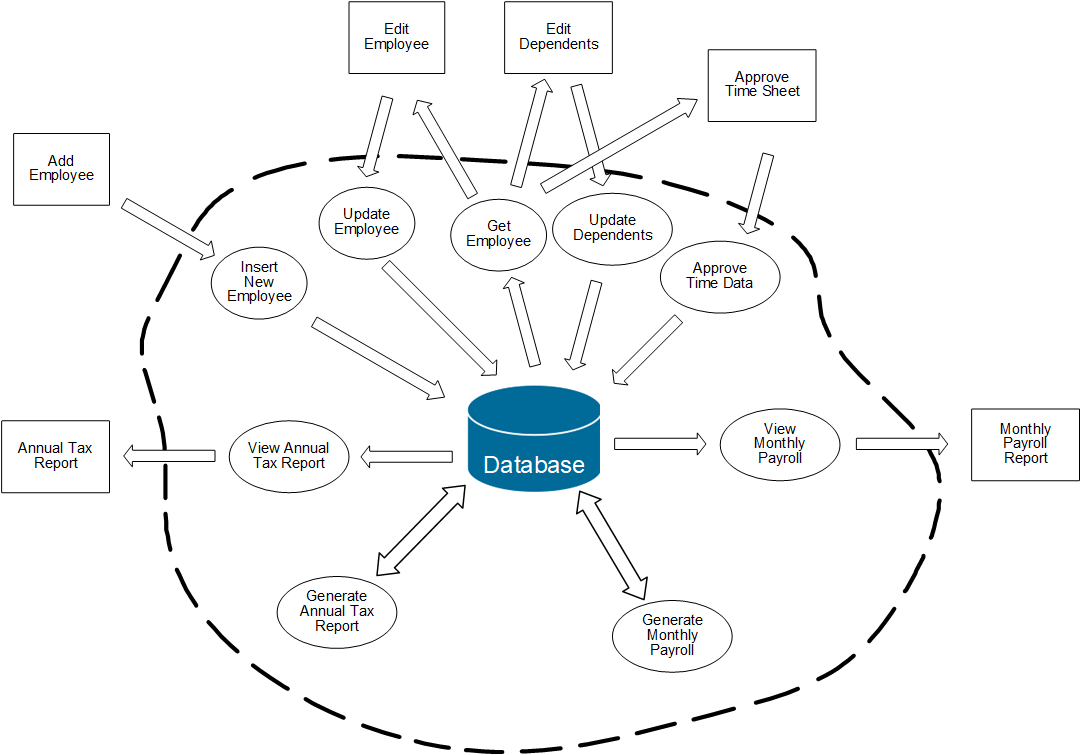 Edit
Employee
Edit
Dependents
Approve
Time Sheet
Add
Employee
Update
Employee
Get
Employee
Update
Dependents
Insert
New
Employee
Approve
Time Data
Annual Tax
Report
View Annual
Tax Report
Database
View
Monthly
Payroll
Monthly
Payroll
Report
Generate
Annual Tax
Report
Generate
Monthly
Payroll